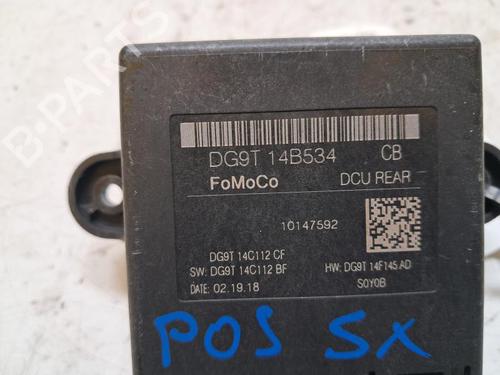 DG9T 14B534 CB
FoMoCo DCU REAR
10147592
DG9T 14C112 CF
SW: DG9T 14C112 BF HW: DG9T 14F145 AD
DATE: 02.19.18 S0Y0B
POS SX
B-PARTS